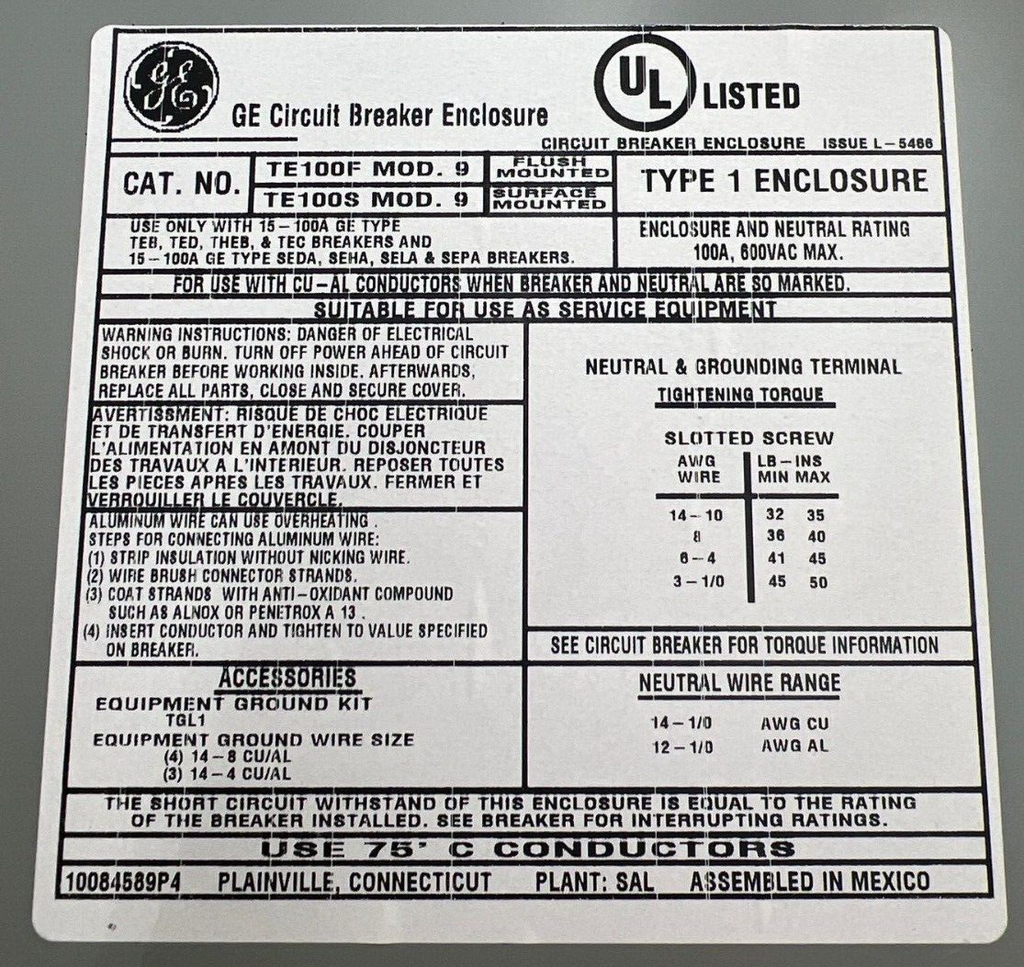 GE
GE Circuit Breaker Enclosure
UL LISTED
CIRCUIT BREAKER ENCLOSURE ISSUE L-5466
CAT. NO.
TE100F MOD. 9
FLUSH MOUNTED
TE100S MOD. 9
SURFACE MOUNTED
TYPE 1 ENCLOSURE
USE ONLY WITH 15-100A GE TYPE
TEB, TED, THEB, & TEC BREAKERS AND
15-100A GE TYPE SEDA, SEHA, SELA & SEPA BREAKERS.
ENCLOSURE AND NEUTRAL RATING
100A, 600VAC MAX.
FOR USE WITH CU-AL CONDUCTORS WHEN BREAKER AND NEUTRAL ARE SO MARKED.
SUITABLE FOR USE AS SERVICE EQUIPMENT
WARNING INSTRUCTIONS: DANGER OF ELECTRICAL
SHOCK OR BURN. TURN OFF POWER AHEAD OF CIRCUIT
BREAKER BEFORE WORKING INSIDE. AFTERWARDS,
REPLACE ALL PARTS, CLOSE AND SECURE COVER.
AVERTISSMENT: RISQUE DE CHOC ELECTRIQUE
ET DE TRANSFERT D'ENERGIE. COUPER
L'ALIMENTATION EN AMONT DU DISJONCTEUR
DES TRAVAUX A L'INTERIEUR. REPOSER TOUTES
LES PIECES APRES LES TRAVAUX. FERMER ET
VERROUILLER LE COUVERCLE.
ALUMINUM WIRE CAN USE OVERHEATING .
STEPS FOR CONNECTING ALUMINUM WIRE:
(1) STRIP INSULATION WITHOUT NICKING WIRE.
(2) WIRE BRUSH CONNECTOR STRANDS.
(3) COAT STRANDS WITH ANTI-OXIDANT COMPOUND
SUCH AS ALNOX OR PENETROX A 13 .
(4) INSERT CONDUCTOR AND TIGHTEN TO VALUE SPECIFIED
ON BREAKER.
NEUTRAL & GROUNDING TERMINAL
TIGHTENING TORQUE
SLOTTED SCREW
AWG LB-INS
WIRE MIN MAX
14-10 32 35
8 36 40
6-4 41 45
3-1/0 45 50
SEE CIRCUIT BREAKER FOR TORQUE INFORMATION
ACCESSORIES
EQUIPMENT GROUND KIT
TGL1
EQUIPMENT GROUND WIRE SIZE
(4) 14-8 CU/AL
(3) 14-4 CU/AL
NEUTRAL WIRE RANGE
14-1/0 AWG CU
12-1/0 AWG AL
THE SHORT CIRCUIT WITHSTAND OF THIS ENCLOSURE IS EQUAL TO THE RATING
OF THE BREAKER INSTALLED. SEE BREAKER FOR INTERRUPTING RATINGS.
USE 75° C CONDUCTORS
10084589P4 PLAINVILLE, CONNECTICUT PLANT: SAL ASSEMBLED IN MEXICO